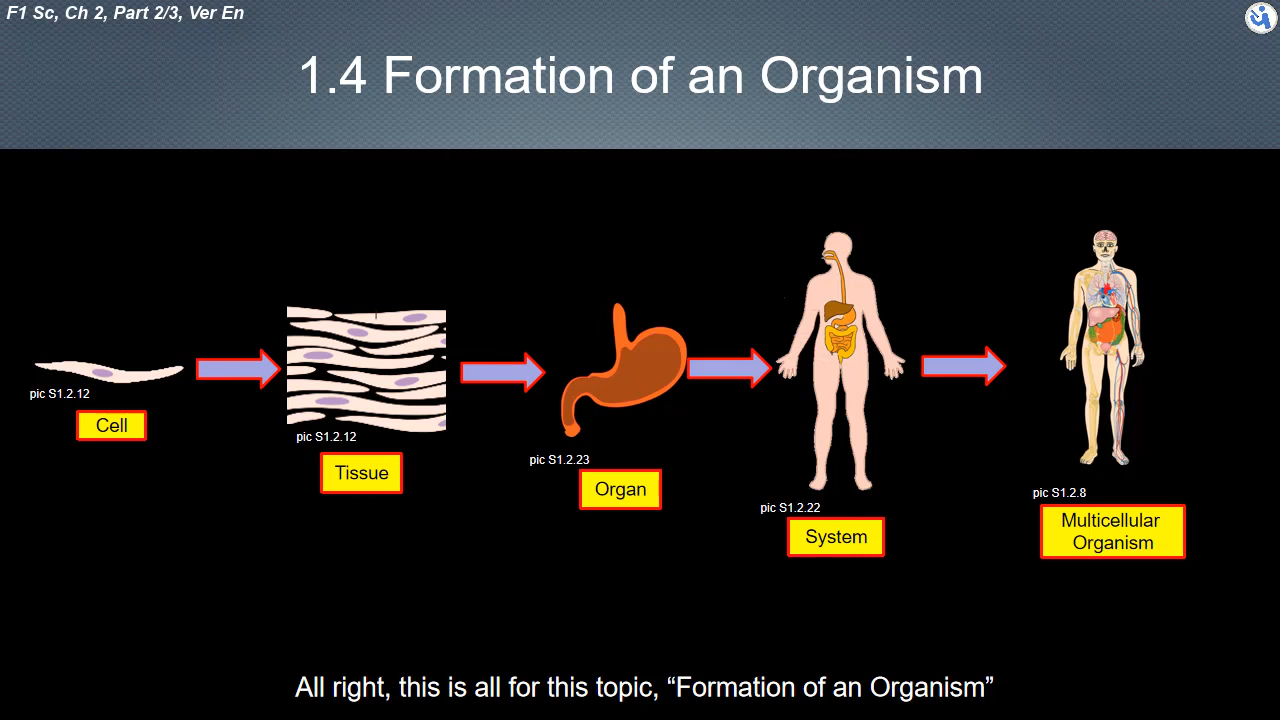 F1 Sc, Ch 2, Part 2/3, Ver En
1.4 Formation of an Organism
pic S1.2.12
Cell
pic S1.2.12
Tissue
pic S1.2.23
Organ
pic S1.2.22
System
pic S1.2.8
Multicellular
Organism
All right, this is all for this topic, “Formation of an Organism”